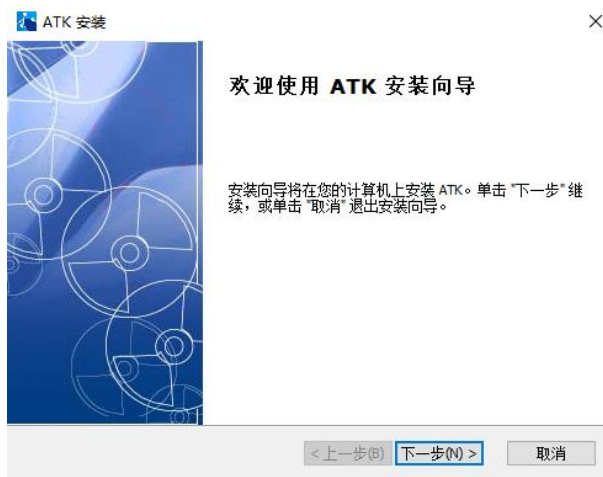 ATK 安装
欢迎使用 ATK 安装向导
安装向导将在您的计算机上安装 ATK。单击 "下一步" 继
续，或单击 "取消" 退出安装向导。
< 上一步(B)  下一步(N) >  取消